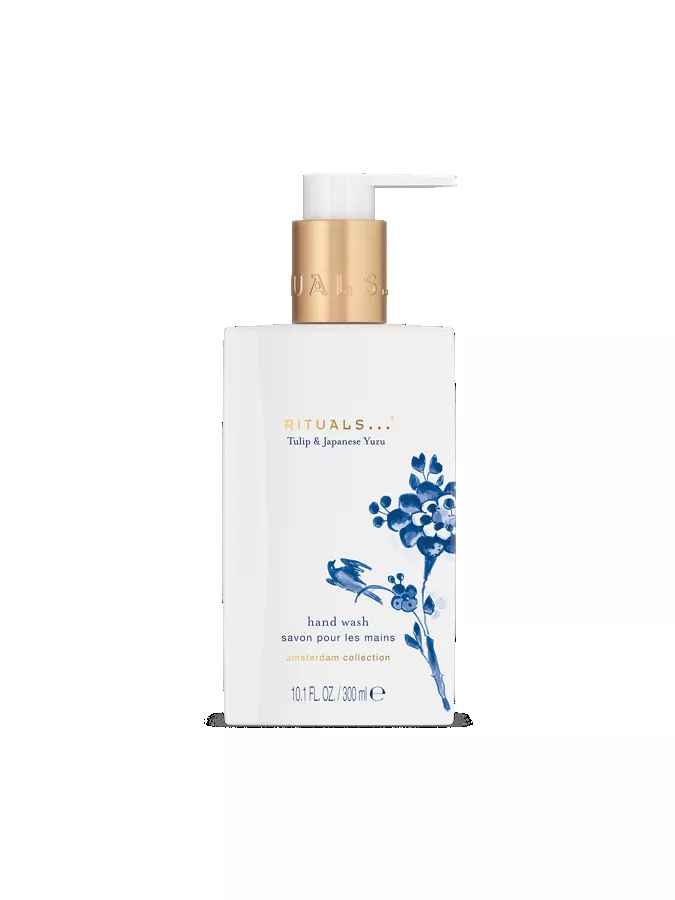 UALS..
RITUALS...®
Tulip & Japanese Yuzu
hand wash
savon pour les mains
amsterdam collection
10.1 FL. OZ. / 300 ml ℮